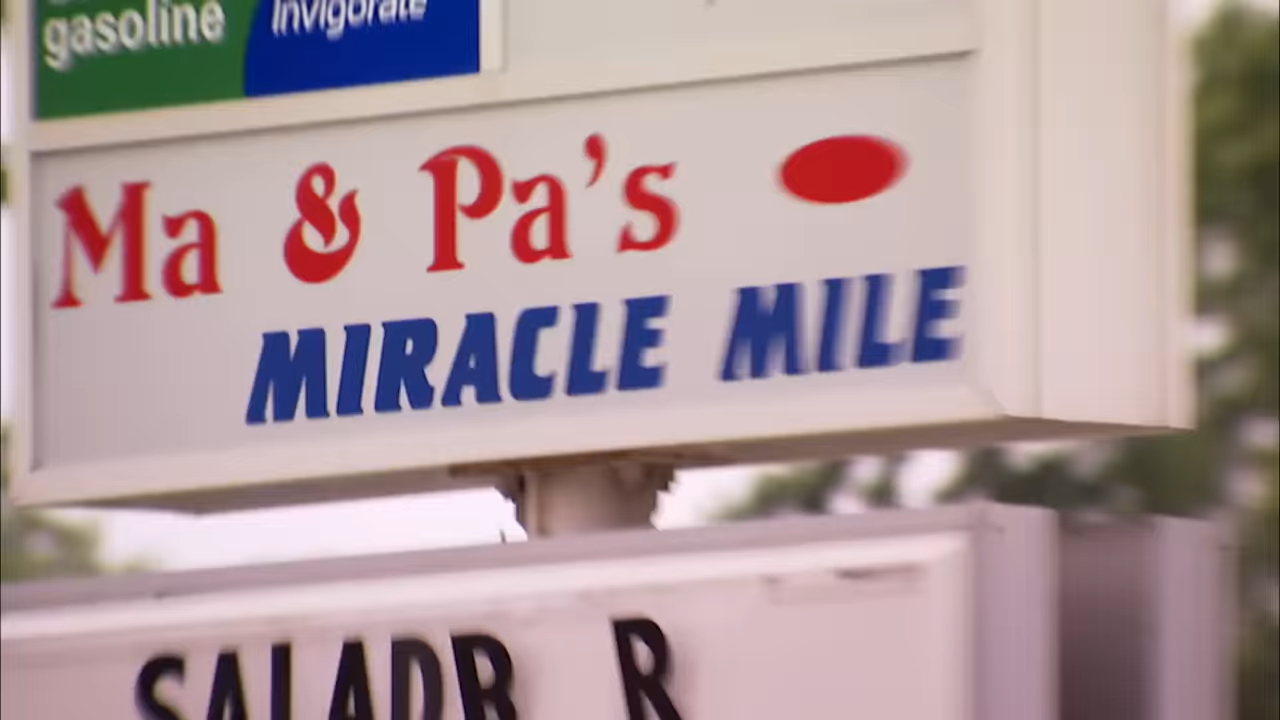 gasoline
Invigorate
Ma & Pa's
MIRACLE MILE
SALADB R